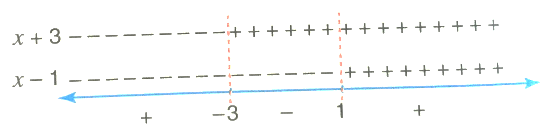 x + 3 – – – – – – – – – – + + + + + + + + + + + + + + +
x – 1 – – – – – – – – – – – – – – – – + + + + + + + + +
+ –3 – 1 +